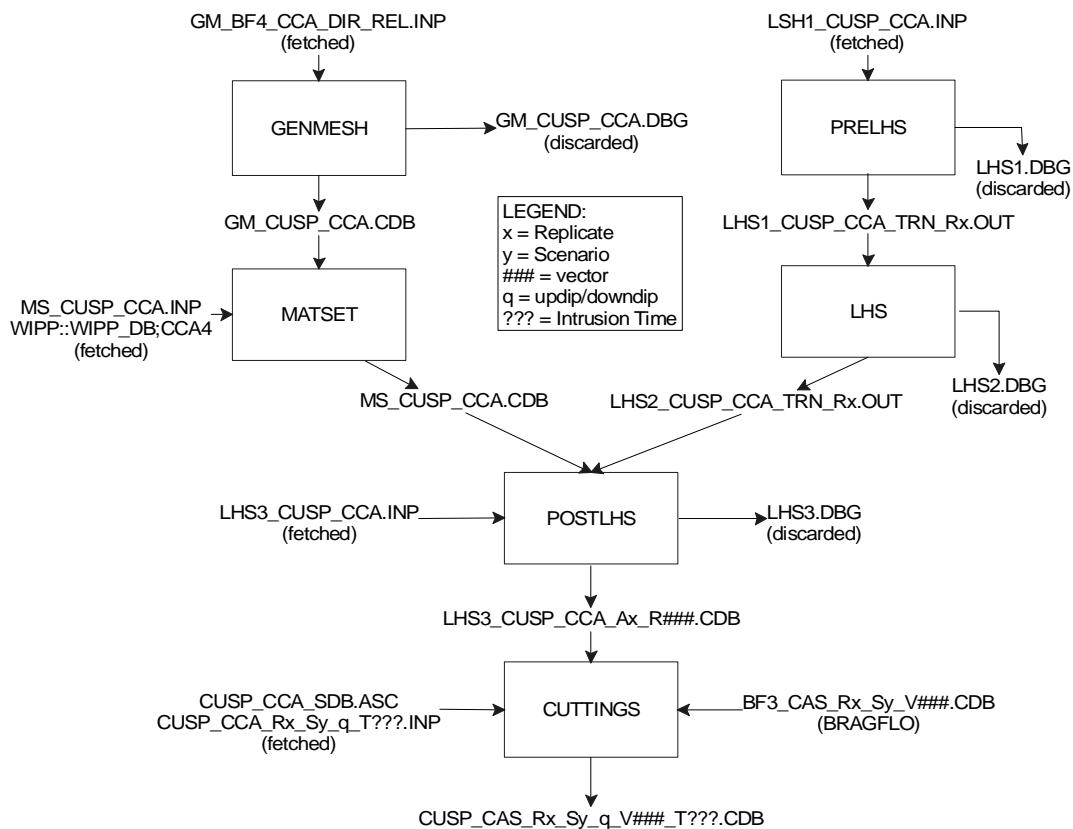 GM_BF4_CCA_DIR_REL.INP
(fetched)
LSH1_CUSP_CCA.INP
(fetched)
GENMESH
GM_CUSP_CCA.DBG
(discarded)
PRELHS
LHS1.DBG
(discarded)
GM_CUSP_CCA.CDB
LEGEND:
x = Replicate
y = Scenario
### = vector
q = updip/downdip
??? = Intrusion Time
LHS1_CUSP_CCA_TRN_Rx.OUT
MS_CUSP_CCA.INP
WIPP::WIPP_DB;CCA4
(fetched)
MATSET
LHS
LHS2.DBG
(discarded)
MS_CUSP_CCA.CDB
LHS2_CUSP_CCA_TRN_Rx.OUT
LHS3_CUSP_CCA.INP
(fetched)
POSTLHS
LHS3.DBG
(discarded)
LHS3_CUSP_CCA_Ax_R###.CDB
CUSP_CCA_SDB.ASC
CUSP_CCA_Rx_Sy_q_T???.INP
(fetched)
CUTTINGS
BF3_CAS_Rx_Sy_V###.CDB
(BRAGFLO)
CUSP_CAS_Rx_Sy_q_V###_T???.CDB